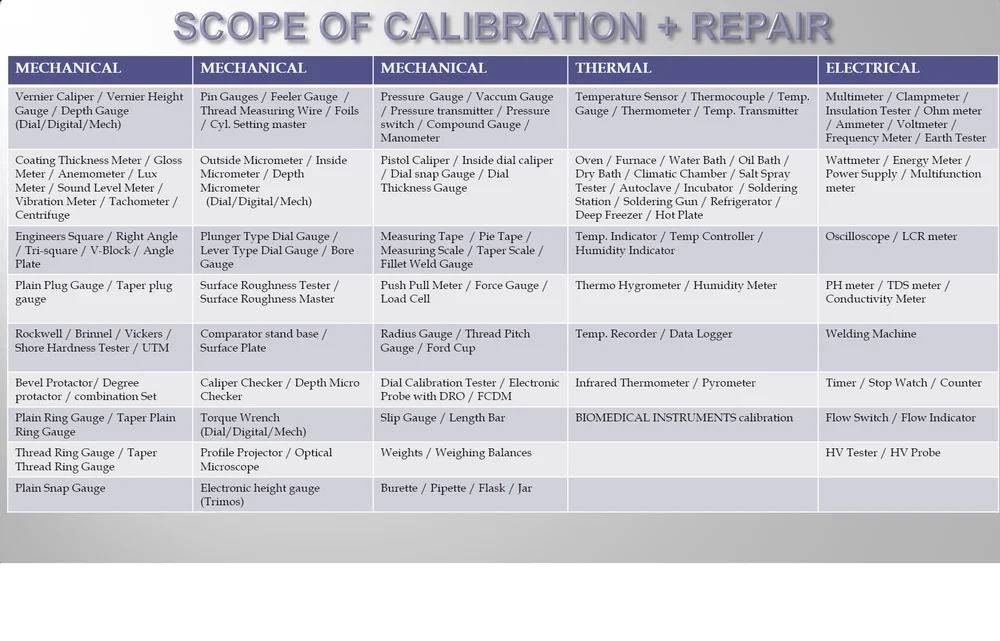 SCOPE OF CALIBRATION + REPAIR
MECHANICAL
MECHANICAL
MECHANICAL
THERMAL
ELECTRICAL
Vernier Caliper / Vernier Height
Gauge / Depth Gauge
(Dial/Digital/Mech)
Pin Gauges / Feeler Gauge /
Thread Measuring Wire / Foils
/ Cyl. Setting master
Pressure Gauge / Vaccum Gauge
/ Pressure transmitter / Pressure
switch / Compound Gauge /
Manometer
Temperature Sensor / Thermocouple / Temp.
Gauge / Thermometer / Temp. Transmitter
Multimeter / Clampmeter /
Insulation Tester / Ohm meter
/ Ammeter / Voltmeter /
Frequency Meter / Earth Tester
Coating Thickness Meter / Gloss
Meter / Anemometer / Lux
Meter / Sound Level Meter /
Vibration Meter / Tachometer /
Centrifuge
Outside Micrometer / Inside
Micrometer / Depth
Micrometer
(Dial/Digital/Mech)
Pistol Caliper / Inside dial caliper
/ Dial snap Gauge / Dial
Thickness Gauge
Oven / Furnace / Water Bath / Oil Bath /
Dry Bath / Climatic Chamber / Salt Spray
Tester / Autoclave / Incubator / Soldering
Station / Soldering Gun / Refrigerator /
Deep Freezer / Hot Plate
Wattmeter / Energy Meter /
Power Supply / Multifunction
meter
Engineers Square / Right Angle
/ Tri-square / V-Block / Angle
Plate
Plunger Type Dial Gauge /
Lever Type Dial Gauge / Bore
Gauge
Measuring Tape / Pie Tape /
Measuring Scale / Taper Scale /
Fillet Weld Gauge
Temp. Indicator / Temp Controller /
Humidity Indicator
Oscilloscope / LCR meter
Plain Plug Gauge / Taper plug
gauge
Surface Roughness Tester /
Surface Roughness Master
Push Pull Meter / Force Gauge /
Load Cell
Thermo Hygrometer / Humidity Meter
PH meter / TDS meter /
Conductivity Meter
Rockwell / Brinnel / Vickers /
Shore Hardness Tester / UTM
Comparator stand base /
Surface Plate
Radius Gauge / Thread Pitch
Gauge / Ford Cup
Temp. Recorder / Data Logger
Welding Machine
Bevel Protactor/ Degree
protactor / combination Set
Caliper Checker / Depth Micro
Checker
Dial Calibration Tester / Electronic
Probe with DRO / FCDM
Infrared Thermometer / Pyrometer
Timer / Stop Watch / Counter
Plain Ring Gauge / Taper Plain
Ring Gauge
Torque Wrench
(Dial/Digital/Mech)
Slip Gauge / Length Bar
BIOMEDICAL INSTRUMENTS calibration
Flow Switch / Flow Indicator
Thread Ring Gauge / Taper
Thread Ring Gauge
Profile Projector / Optical
Microscope
Weights / Weighing Balances
HV Tester / HV Probe
Plain Snap Gauge
Electronic height gauge
(Trimos)
Burette / Pipette / Flask / Jar